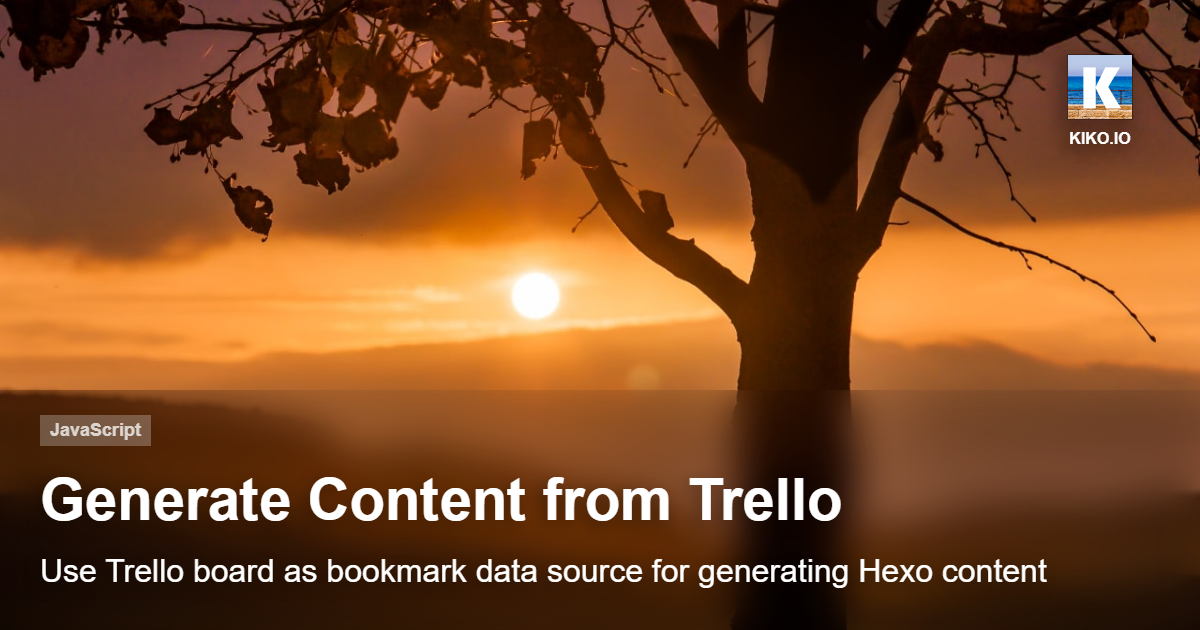 K
KIKO.IO
JavaScript
Generate Content from Trello
Use Trello board as bookmark data source for generating Hexo content